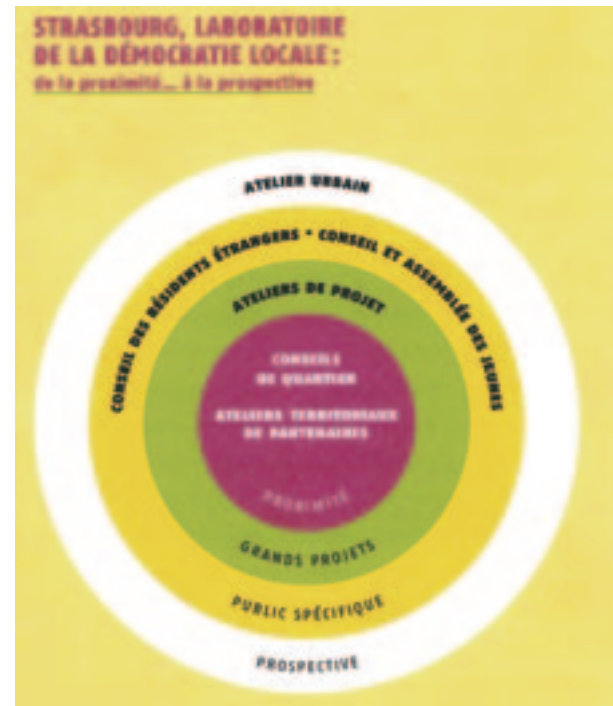 STRASBOURG, LABORATOIRE
DE LA DÉMOCRATIE LOCALE :
de la proximité... à la prospective
ATELIER URBAIN
CONSEIL DES RÉSIDENTS ÉTRANGERS • CONSEIL ET ASSEMBLÉE DES JEUNES
ATELIERS DE PROJET
CONSEILS
DE QUARTIER
ATELIERS TERRITORIAUX
DE PARTENAIRES
PROXIMITÉ
GRANDS PROJETS
PUBLIC SPÉCIFIQUE
PROSPECTIVE